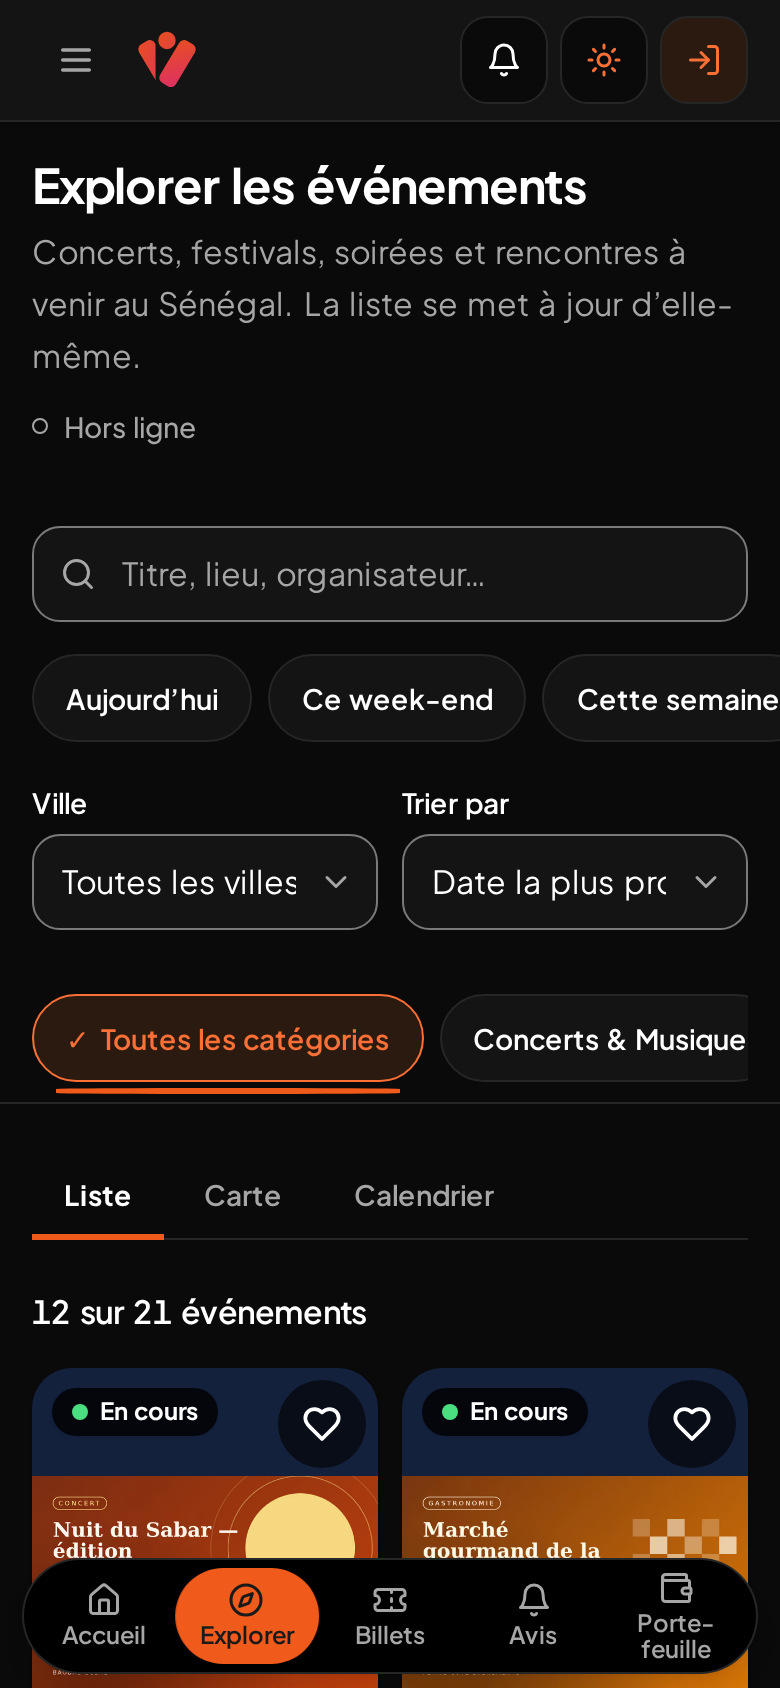 Explorer les événements
Concerts, festivals, soirées et rencontres à
venir au Sénégal. La liste se met à jour d’elle-
même.
Hors ligne
Titre, lieu, organisateur…
Aujourd’hui
Ce week-end
Cette semaine
Ville
Trier par
Toutes les villes
Date la plus pro
✓ Toutes les catégories
Concerts & Musique
Liste
Carte
Calendrier
12 sur 21 événements
En cours
En cours
CONCERT
Nuit du Sabar —
édition
GASTRONOMIE
Marché
gourmand de la
Accueil
Explorer
Billets
Avis
Porte-
feuille